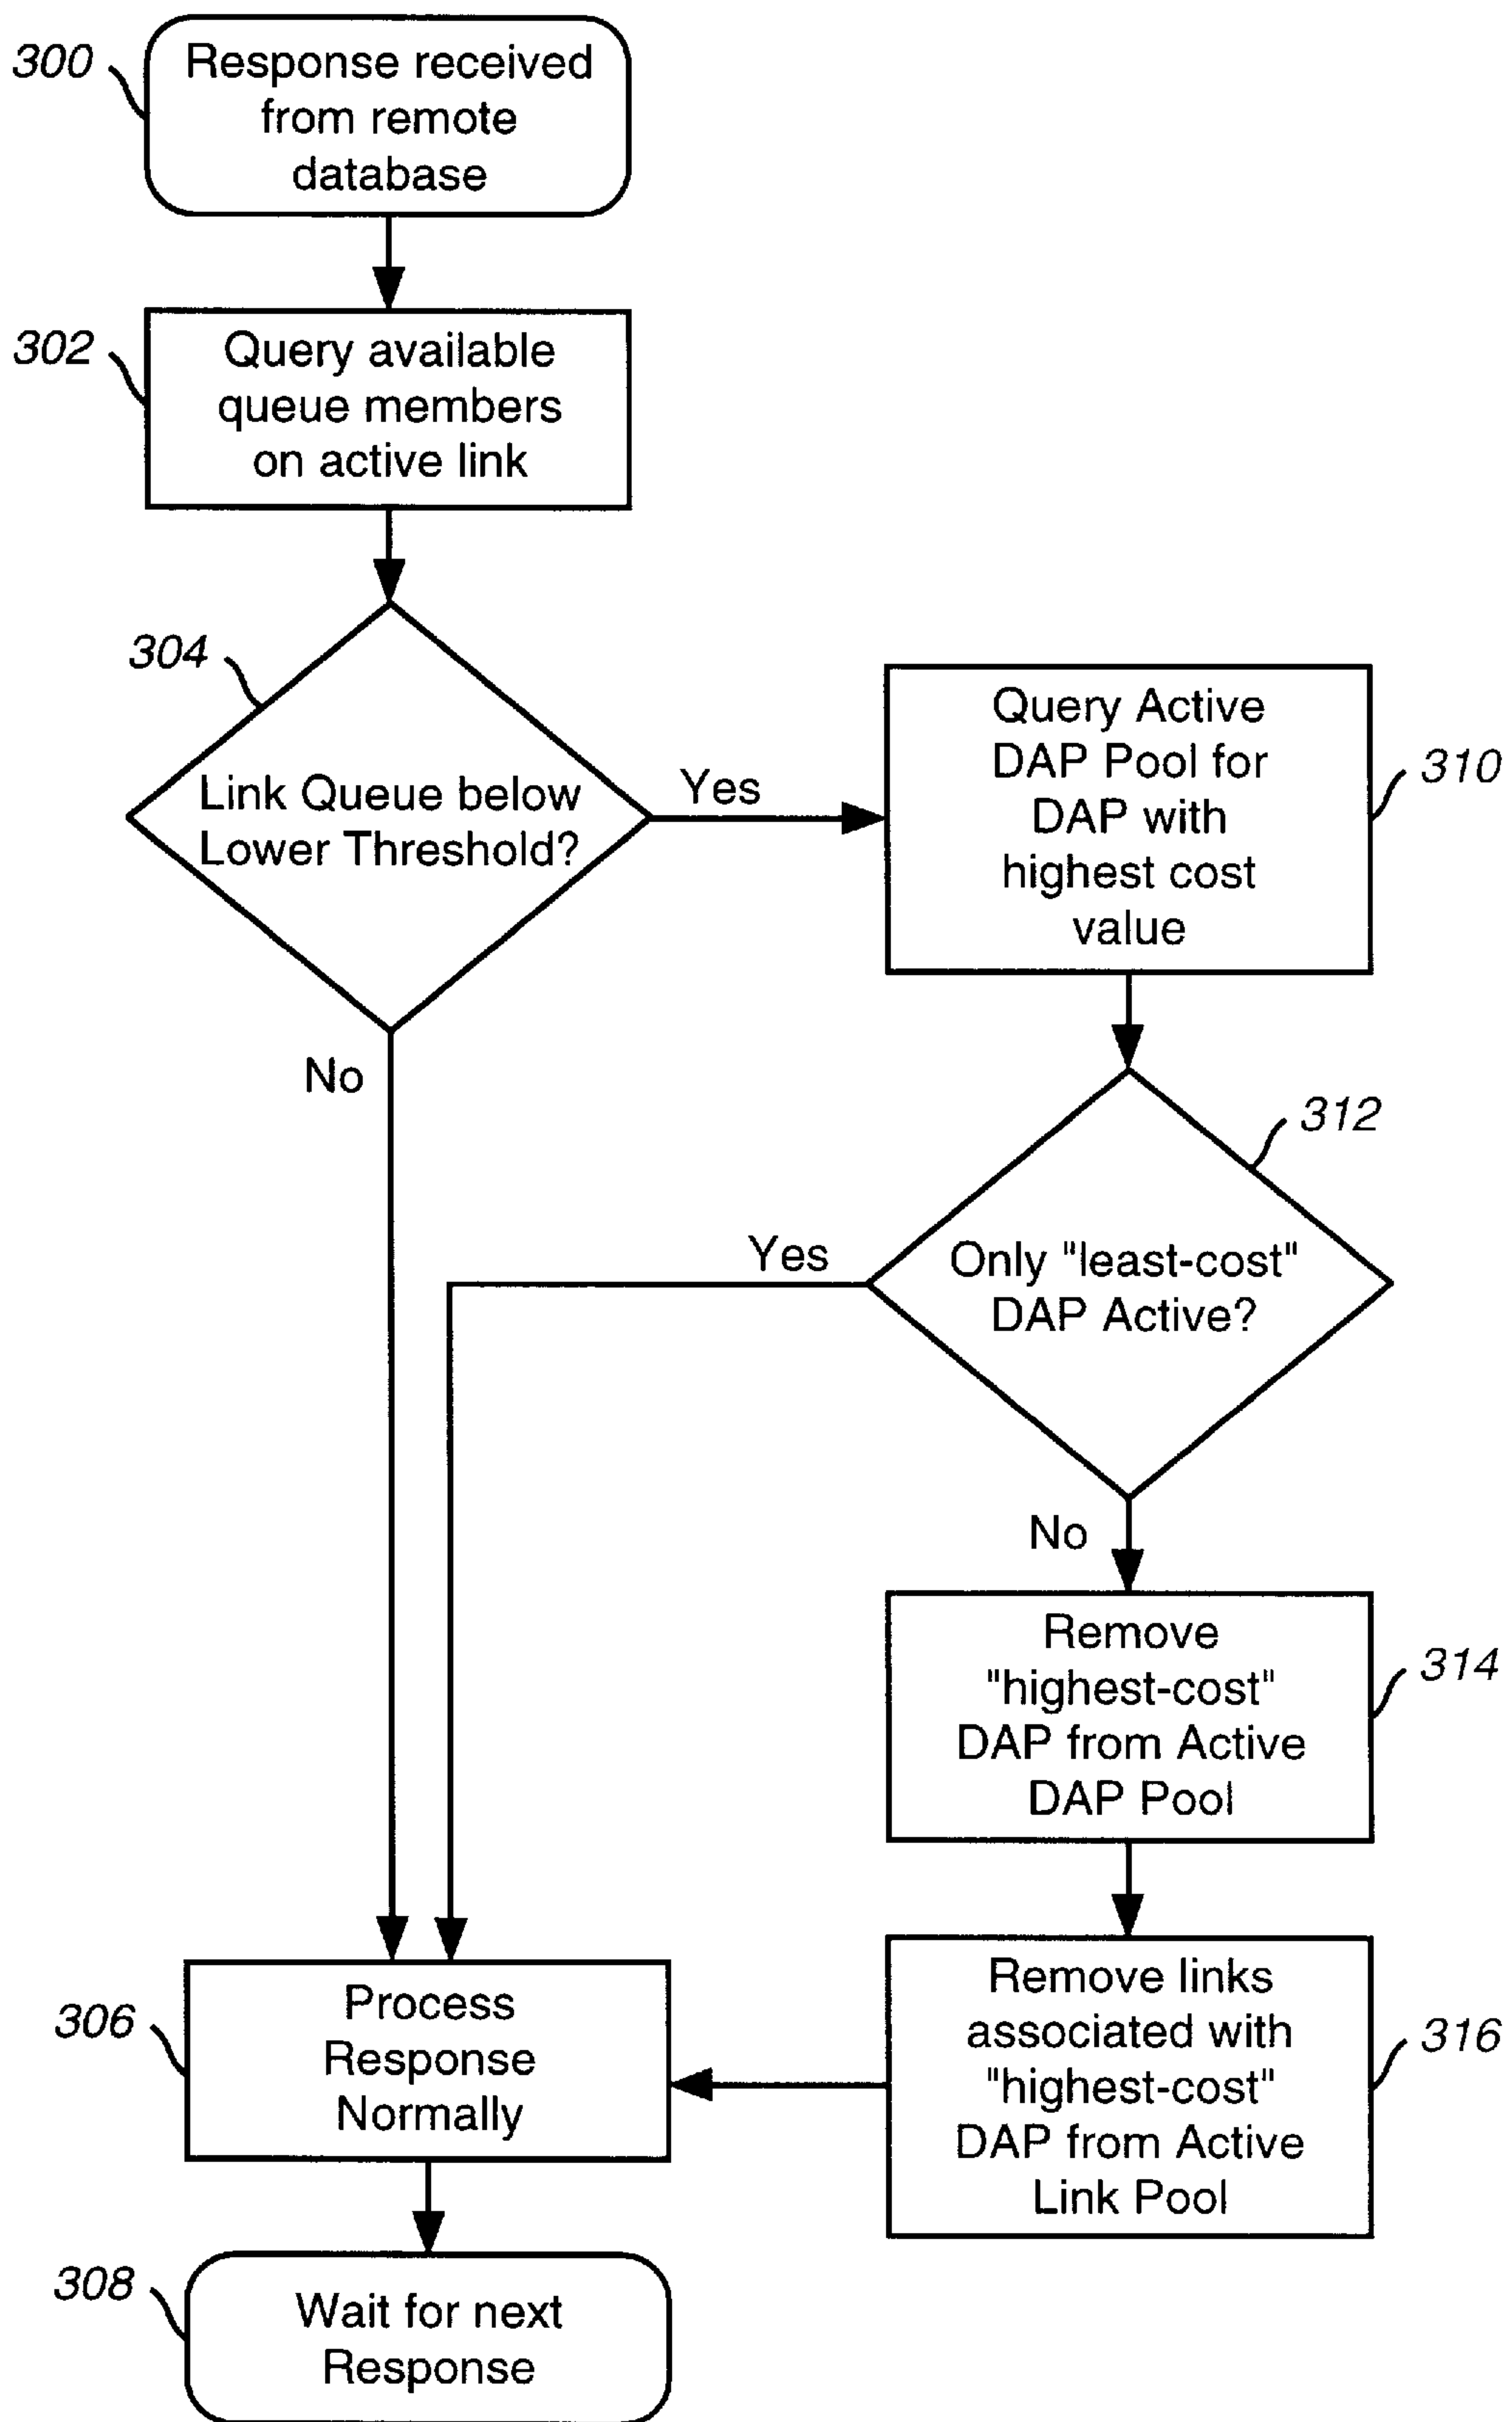 300
Response received
from remote
database
302
Query available
queue members
on active link
304
Link Queue below
Lower Threshold?
Yes
No
Query Active
DAP Pool for
DAP with
highest cost
value
310
312
Only "least-cost"
DAP Active?
Yes
No
Remove
"highest-cost"
DAP from Active
DAP Pool
314
Remove links
associated with
"highest-cost"
DAP from Active
Link Pool
316
306
Process
Response
Normally
308
Wait for next
Response